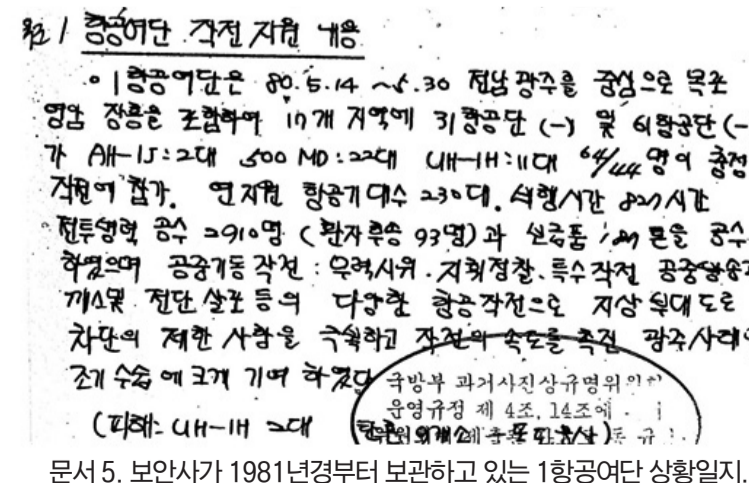 1 항공여단 작전 지원 내용
○ 1항공여단은 80.5.14 ~5.30 전남 광주를 중심으로 목포
영암 장흥을 포함하여 17개 지역에 31항공단(-) 및 61항공단(-
가 AH-1J:2대 500 MD:22대 UH-1H:11대 64/144 명이 충정
작전에 참가. 연지원 항공기 대수 230대. 비행시간 827시간
전투병력 공수 2910명 (환자후송 93명)과 보급품 톤을 공수
하였으며 공중기동작전: 무력시위. 지휘정찰. 특수작전 공중방송
개스및 전단 살포등의 다양한 항공작전으로 지상 부대 도로
차단의 제한 사항을 극복하고 작전의 속도를 촉진 광주사태
조기 수습에 크게 기여 하였다
국방부 과거사진상규명위원회
운영규정 제 4조, 14조에
(피해: UH-1H 2대
문서 5. 보안사가 1981년경부터 보관하고 있는 1항공여단 상황일지.